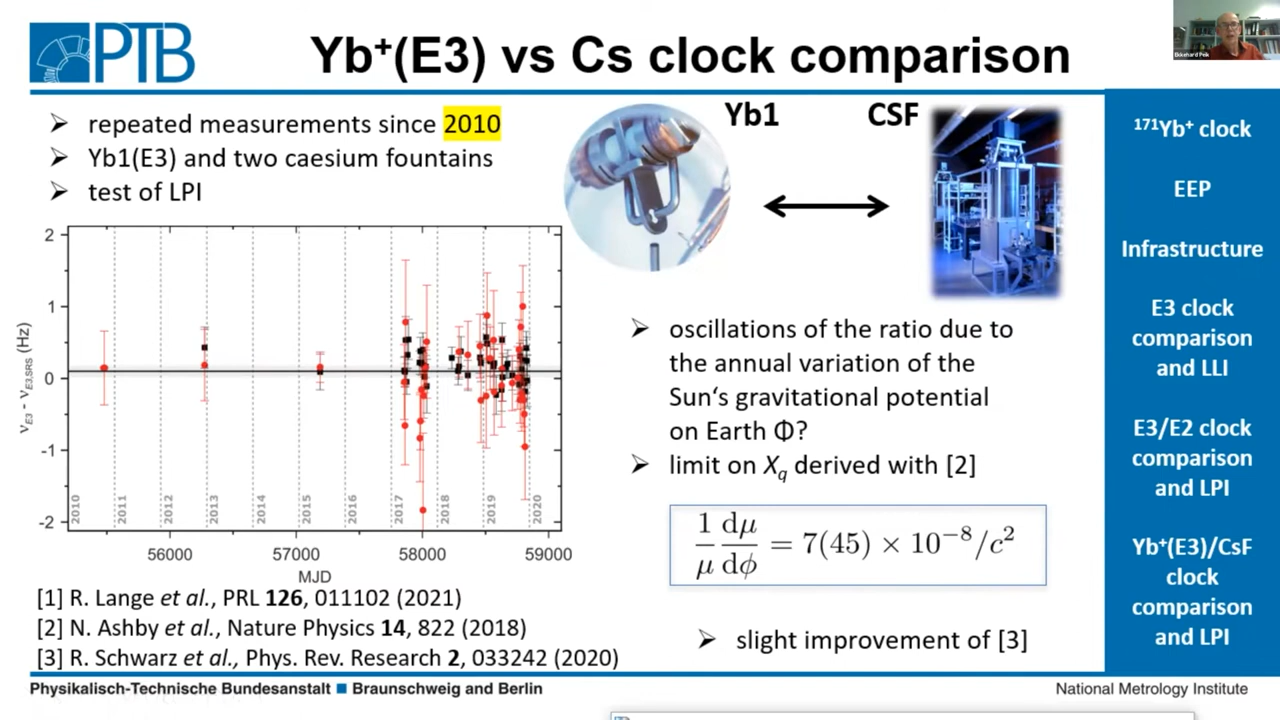 PTB
Yb⁺(E3) vs Cs clock comparison
Ekkehard Peik
➢ repeated measurements since 2010
➢ Yb1(E3) and two caesium fountains
➢ test of LPI
Yb1
CSF
2
1
0
-1
-2
ν_E3 - ν_E3,SRS (Hz)
2010
2011
2012
2013
2014
2015
2016
2017
2018
2019
2020
56000
57000
58000
59000
MJD
➢ oscillations of the ratio due to
the annual variation of the
Sun‘s gravitational potential
on Earth Φ?
➢ limit on X_q derived with [2]
1/μ dμ/dϕ = 7(45) × 10⁻⁸/c²
➢ slight improvement of [3]
[1] R. Lange et al., PRL 126, 011102 (2021)
[2] N. Ashby et al., Nature Physics 14, 822 (2018)
[3] R. Schwarz et al., Phys. Rev. Research 2, 033242 (2020)
¹⁷¹Yb⁺ clock
EEP
Infrastructure
E3 clock
comparison
and LLI
E3/E2 clock
comparison
and LPI
Yb⁺(E3)/CsF
clock
comparison
and LPI
Physikalisch-Technische Bundesanstalt ■ Braunschweig and Berlin
National Metrology Institute